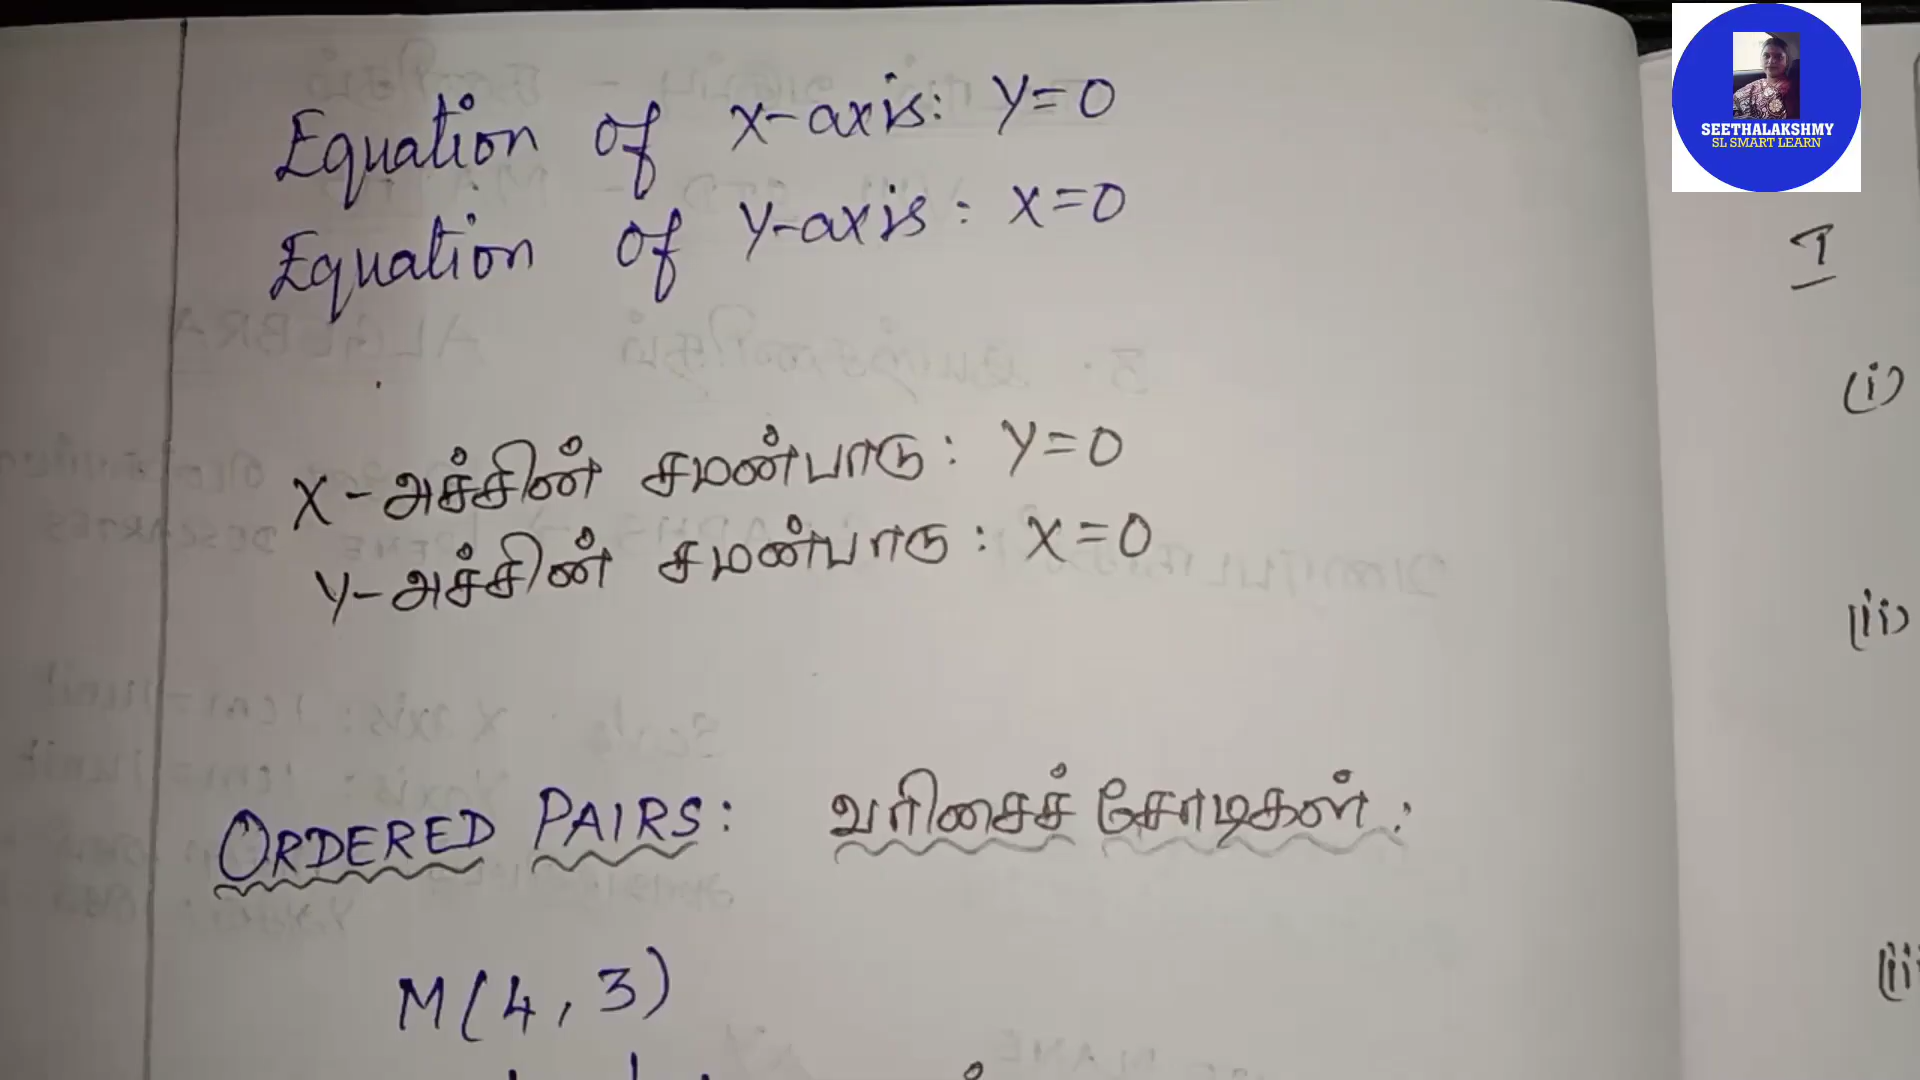 Equation of x-axis: y=0
Equation of y-axis: x=0
x-அச்சின் சமன்பாடு: y=0
y-அச்சின் சமன்பாடு: x=0
ORDERED PAIRS: வரிசைச் சோடிகள்:
M(4,3)
SEETHALAKSHMY
SL SMART LEARN
I
(i)
(ii)